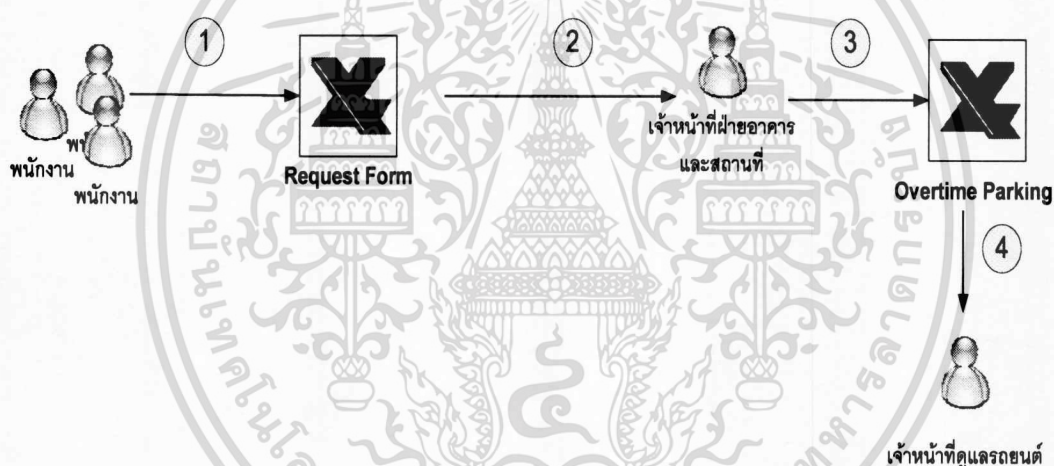 1
2
3
4
พนักงาน
พนักงาน
Request Form
เจ้าหน้าที่ฝ่ายอาคาร
และสถานที่
Overtime Parking
เจ้าหน้าที่ดูแลรถยนต์